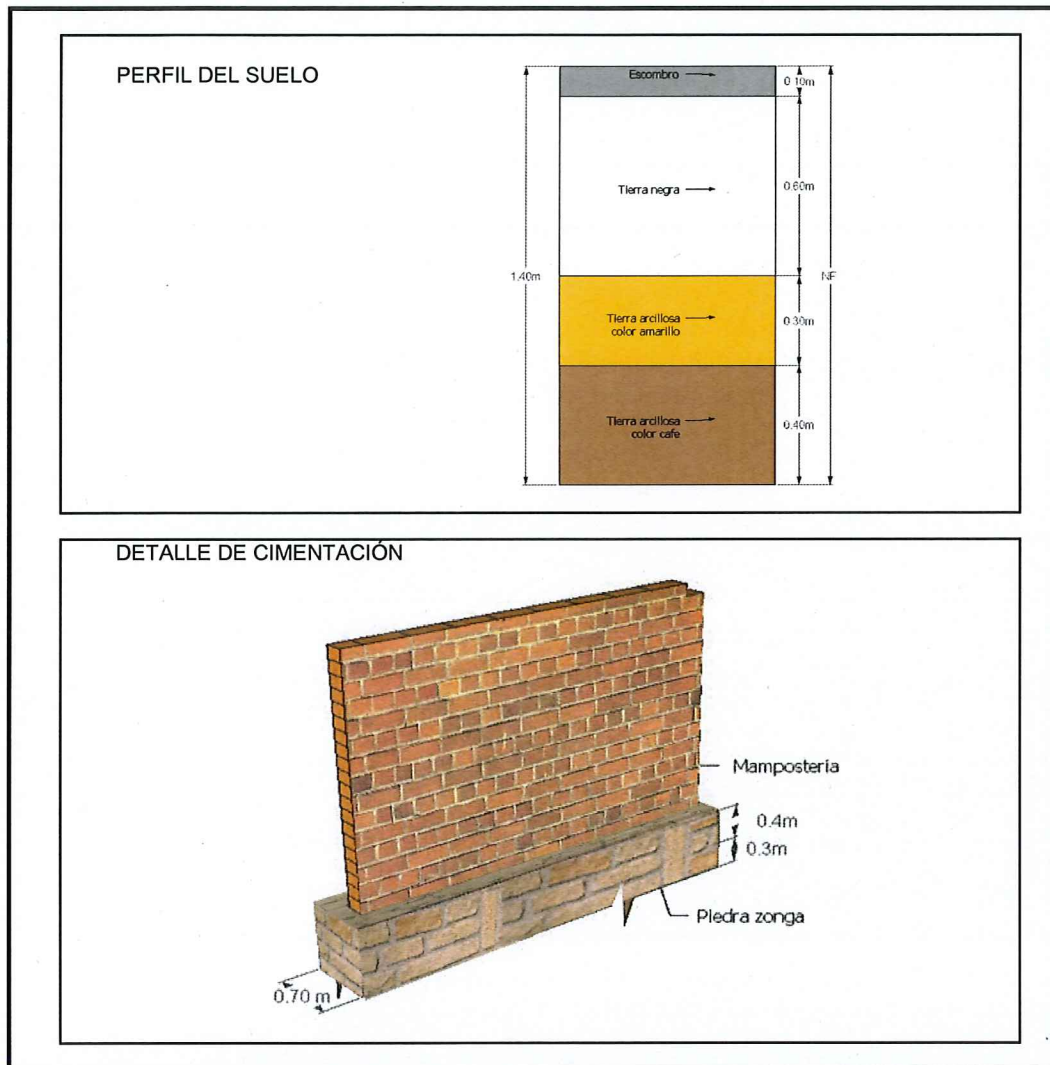 PERFIL DEL SUELO
Escombro
0.10m
Tierra negra
0.60m
1.40m
NF
Tierra arcillosa
color amarillo
0.30m
Tierra arcillosa
color cafe
0.40m
DETALLE DE CIMENTACIÓN
Mampostería
0.4m
0.3m
Piedra zonga
0.70 m